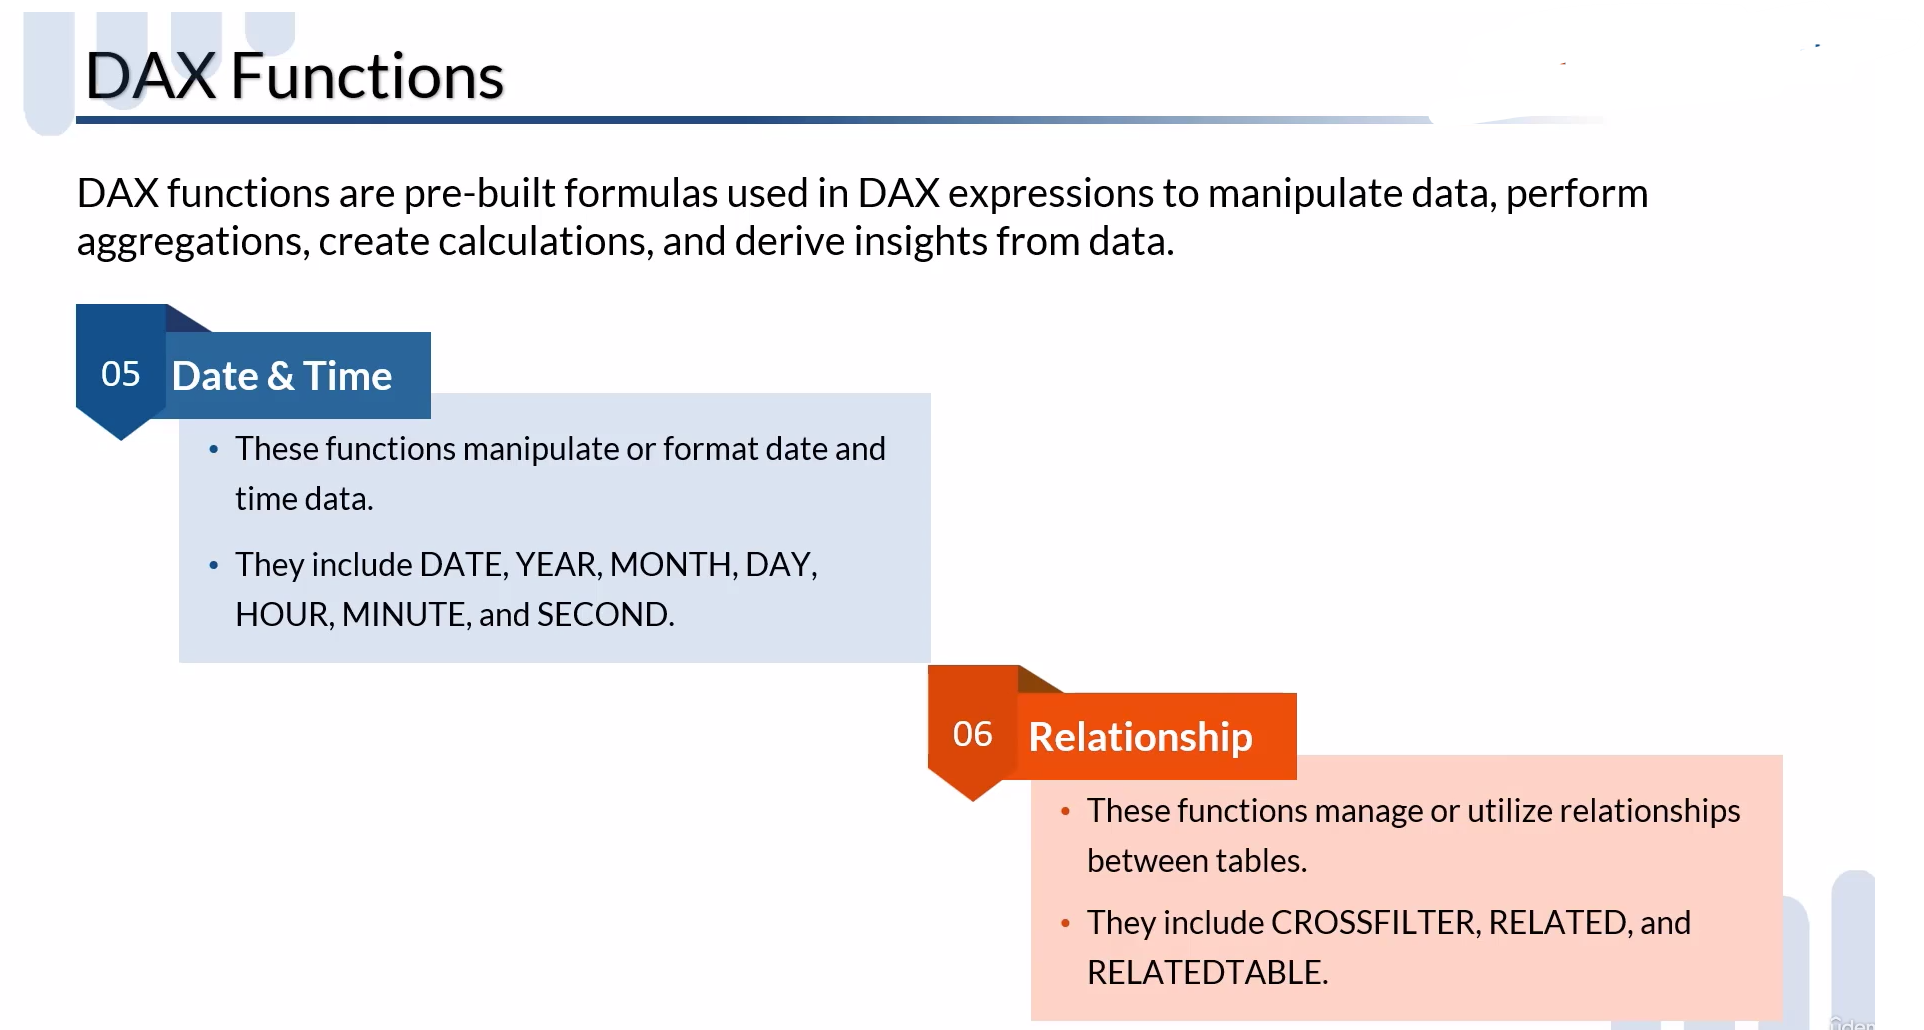 DAX Functions
DAX functions are pre-built formulas used in DAX expressions to manipulate data, perform
aggregations, create calculations, and derive insights from data.
05 Date & Time
• These functions manipulate or format date and
time data.
• They include DATE, YEAR, MONTH, DAY,
HOUR, MINUTE, and SECOND.
06 Relationship
• These functions manage or utilize relationships
between tables.
• They include CROSSFILTER, RELATED, and
RELATEDTABLE.